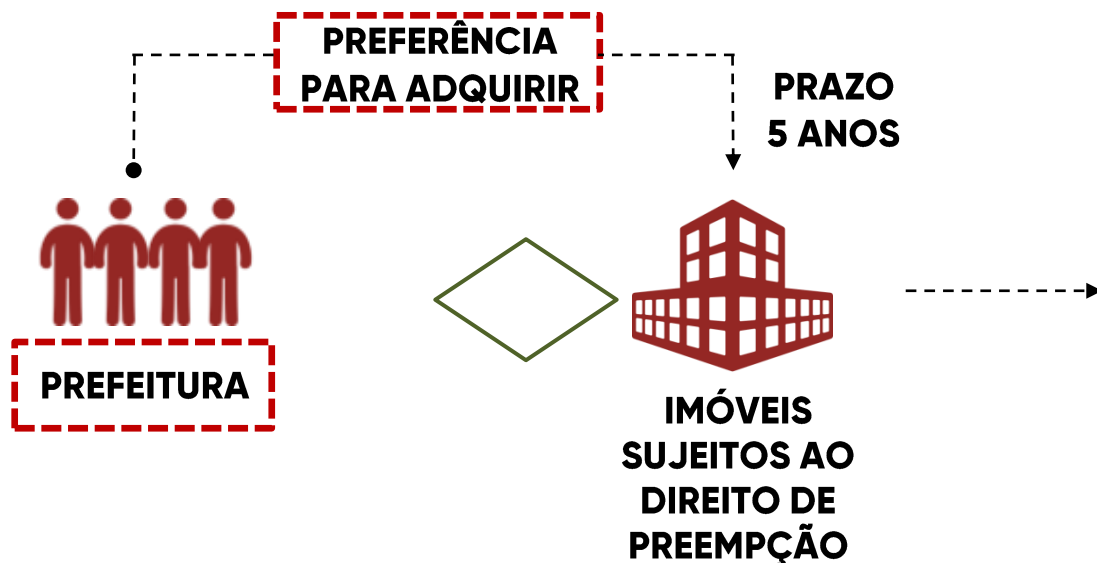 PREFERÊNCIA
PARA ADQUIRIR
PRAZO
5 ANOS
PREFEITURA
IMÓVEIS
SUJEITOS AO
DIREITO DE
PREEMPÇÃO